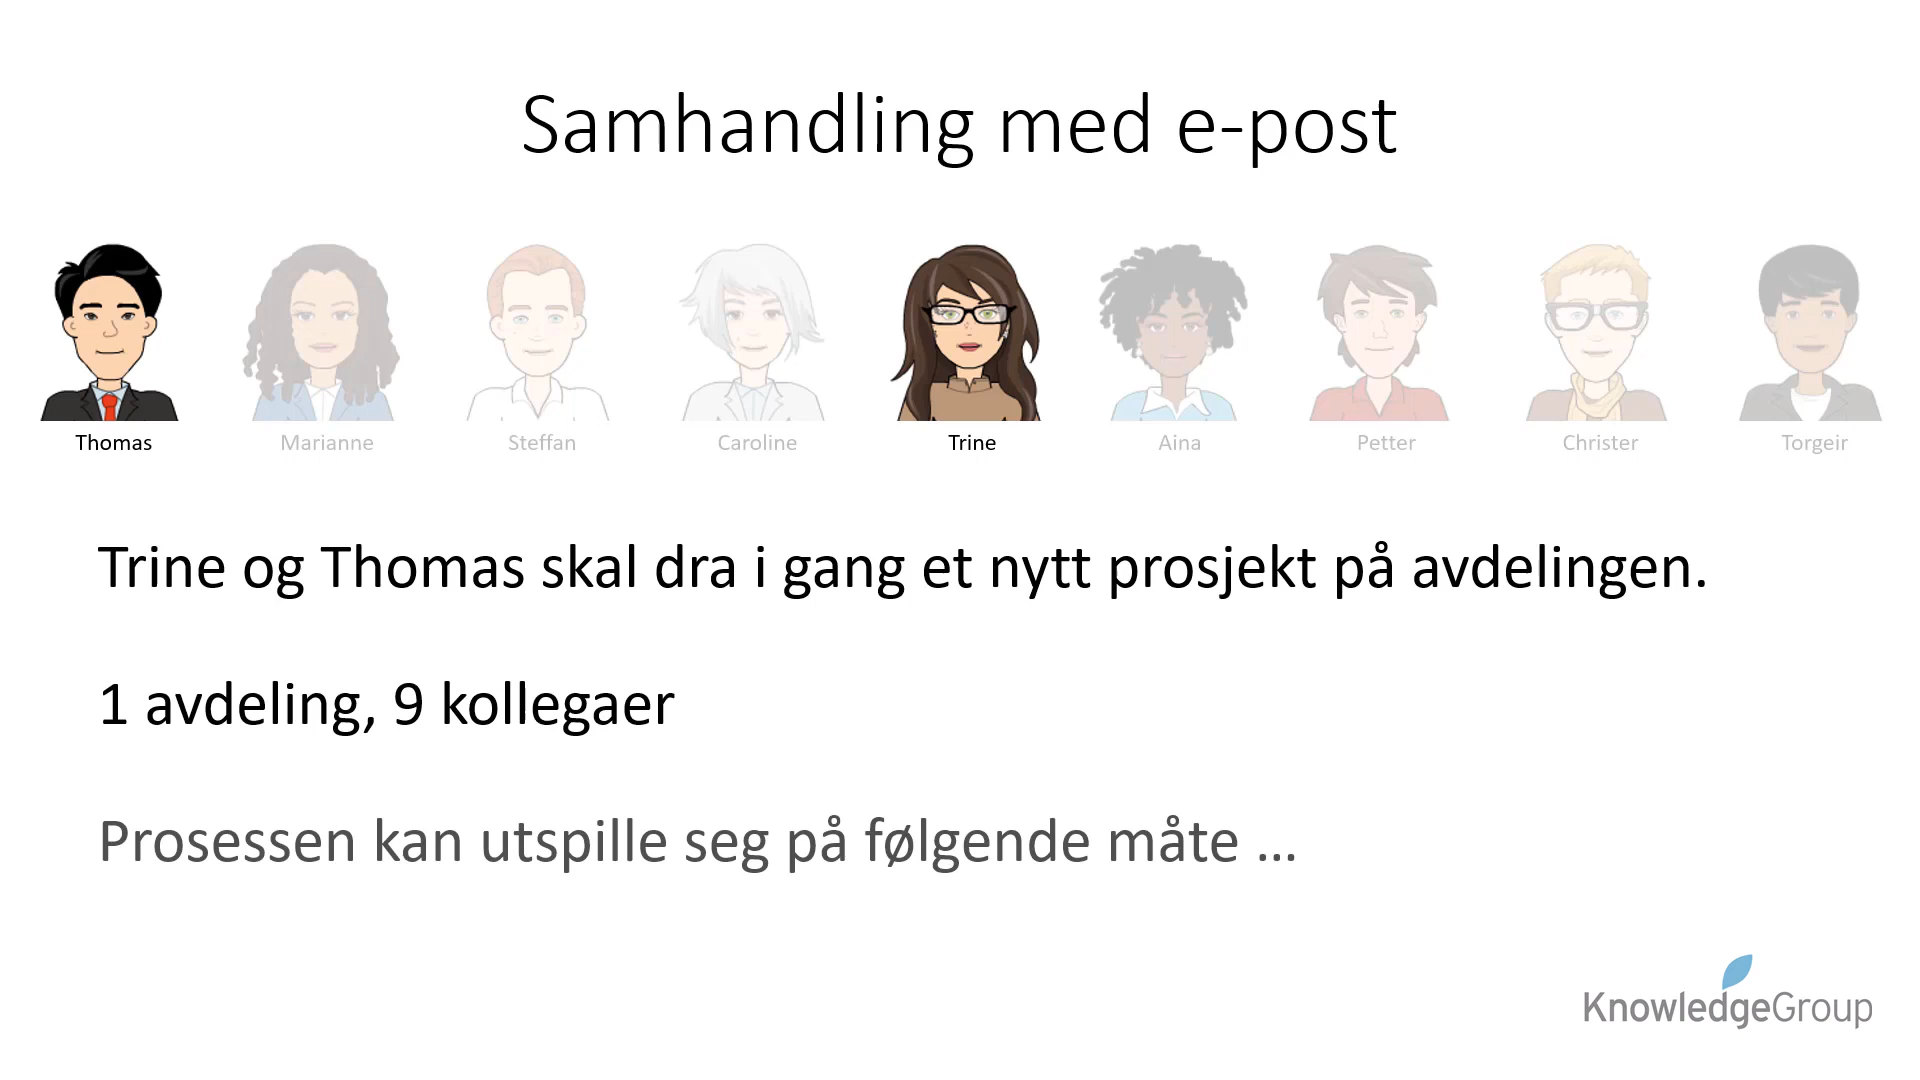 Samhandling med e-post
Thomas
Marianne
Steffan
Caroline
Trine
Aina
Petter
Christer
Torgeir
Trine og Thomas skal dra i gang et nytt prosjekt på avdelingen.
1 avdeling, 9 kollegaer
Prosessen kan utspille seg på følgende måte ...
KnowledgeGroup